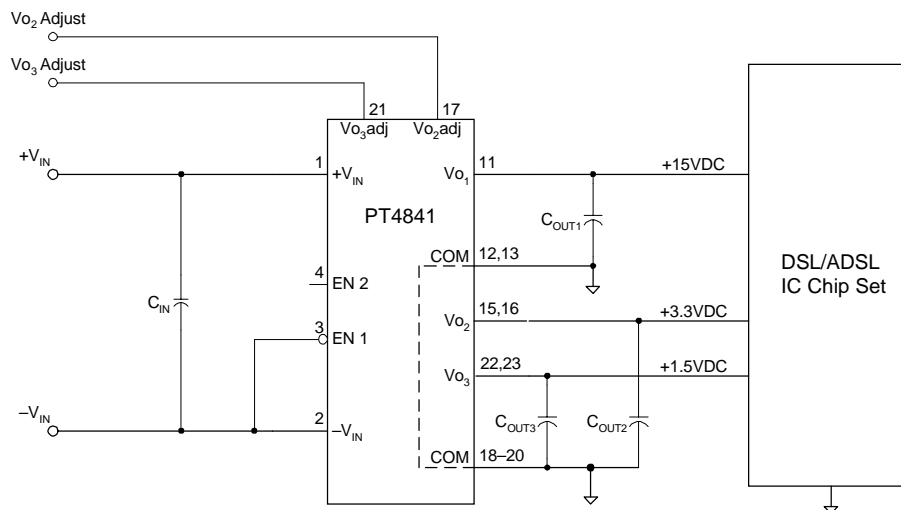 Vo2 Adjust
Vo3 Adjust
21 17
Vo3adj Vo2adj
+VIN 1 +VIN Vo1 11 +15VDC
PT4841
COUT1
COM 12,13
DSL/ADSL
IC Chip Set
4 EN 2
CIN
Vo2 15,16 +3.3VDC
3 EN 1
Vo3 22,23 +1.5VDC
COUT3 COUT2
–VIN 2 –VIN
COM 18–20